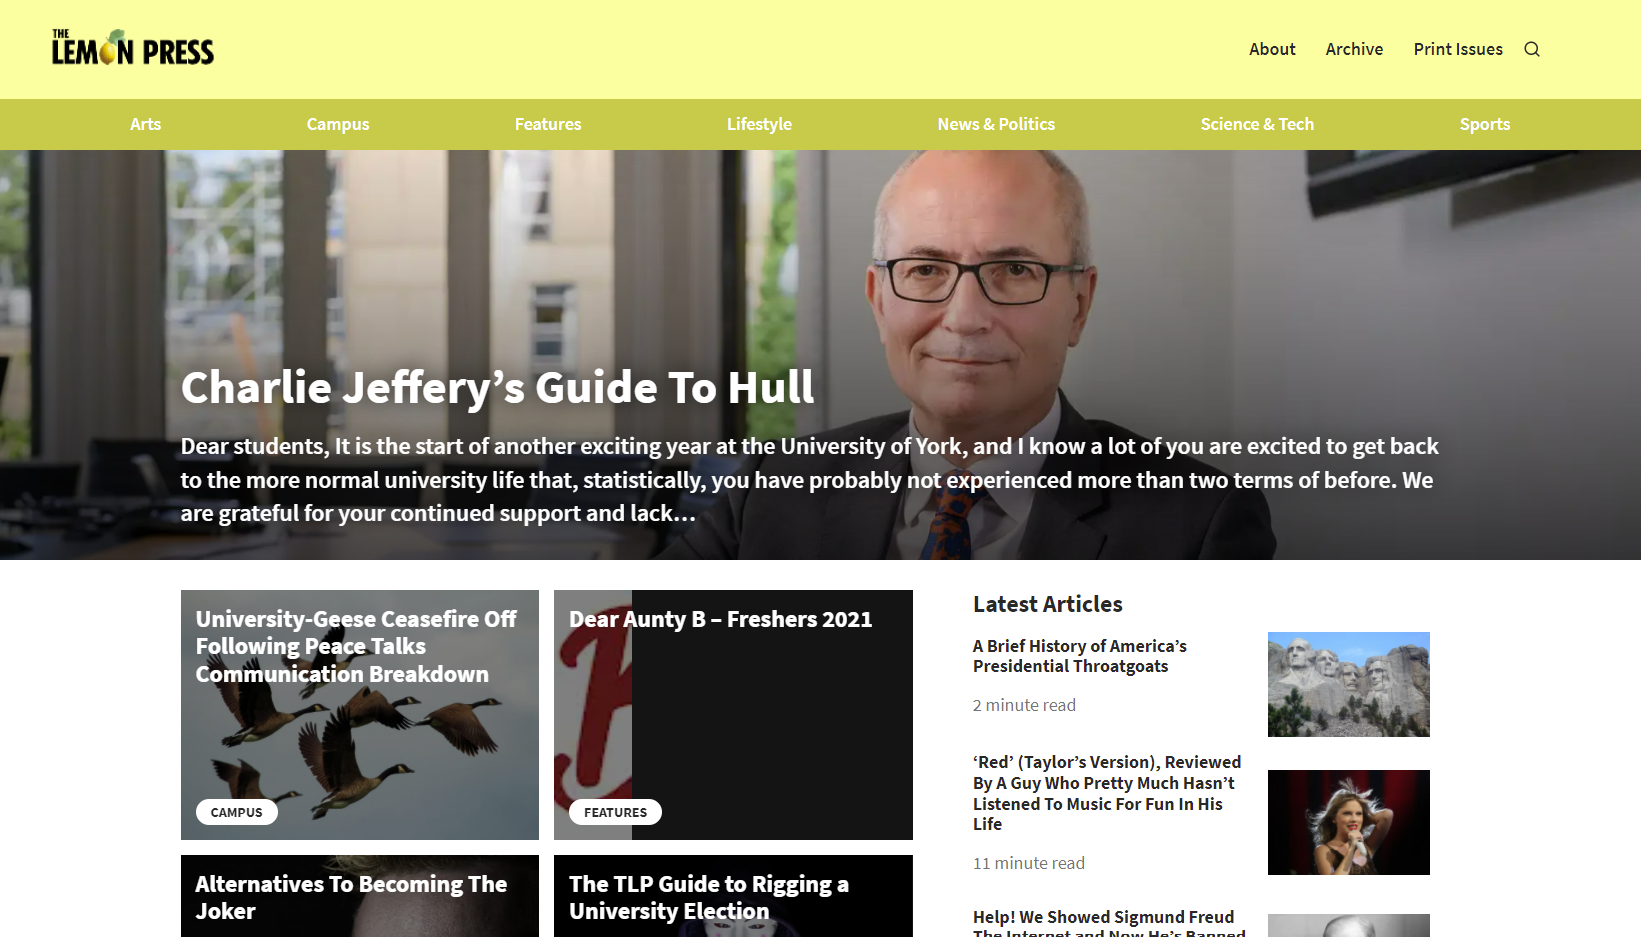 THE
LEMON PRESS
About
Archive
Print Issues
Arts
Campus
Features
Lifestyle
News & Politics
Science & Tech
Sports
Charlie Jeffery’s Guide To Hull
Dear students, It is the start of another exciting year at the University of York, and I know a lot of you are excited to get back
to the more normal university life that, statistically, you have probably not experienced more than two terms of before. We
are grateful for your continued support and lack…
University-Geese Ceasefire Off
Following Peace Talks
Communication Breakdown
CAMPUS
Dear Aunty B – Freshers 2021
FEATURES
Alternatives To Becoming The
Joker
The TLP Guide to Rigging a
University Election
Latest Articles
A Brief History of America’s
Presidential Throatgoats
2 minute read
‘Red’ (Taylor’s Version), Reviewed
By A Guy Who Pretty Much Hasn’t
Listened To Music For Fun In His
Life
11 minute read
Help! We Showed Sigmund Freud
The Internet and Now He’s Banned